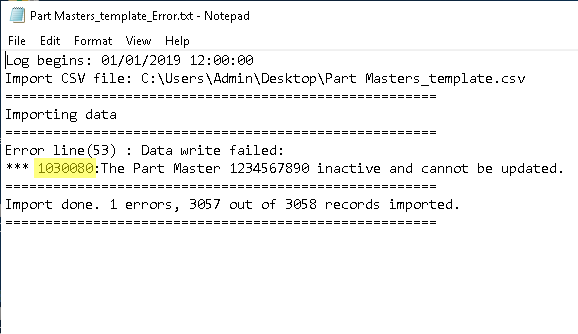 Part Masters_template_Error.txt - Notepad
File Edit Format View Help
Log begins: 01/01/2019 12:00:00
Import CSV file: C:\Users\Admin\Desktop\Part Masters_template.csv
======================================================
Importing data
======================================================
Error line(53) : Data write failed:
*** 1030080:The Part Master 1234567890 inactive and cannot be updated.
======================================================
Import done. 1 errors, 3057 out of 3058 records imported.
======================================================